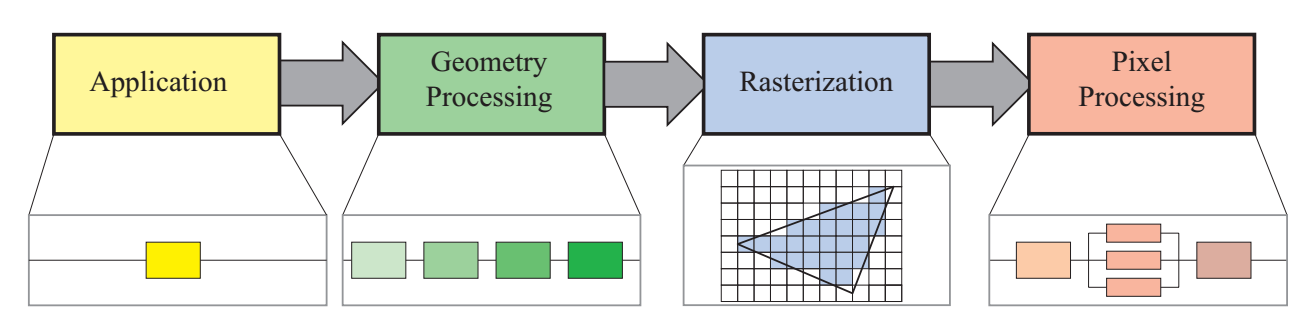 Application
Geometry
Processing
Rasterization
Pixel
Processing